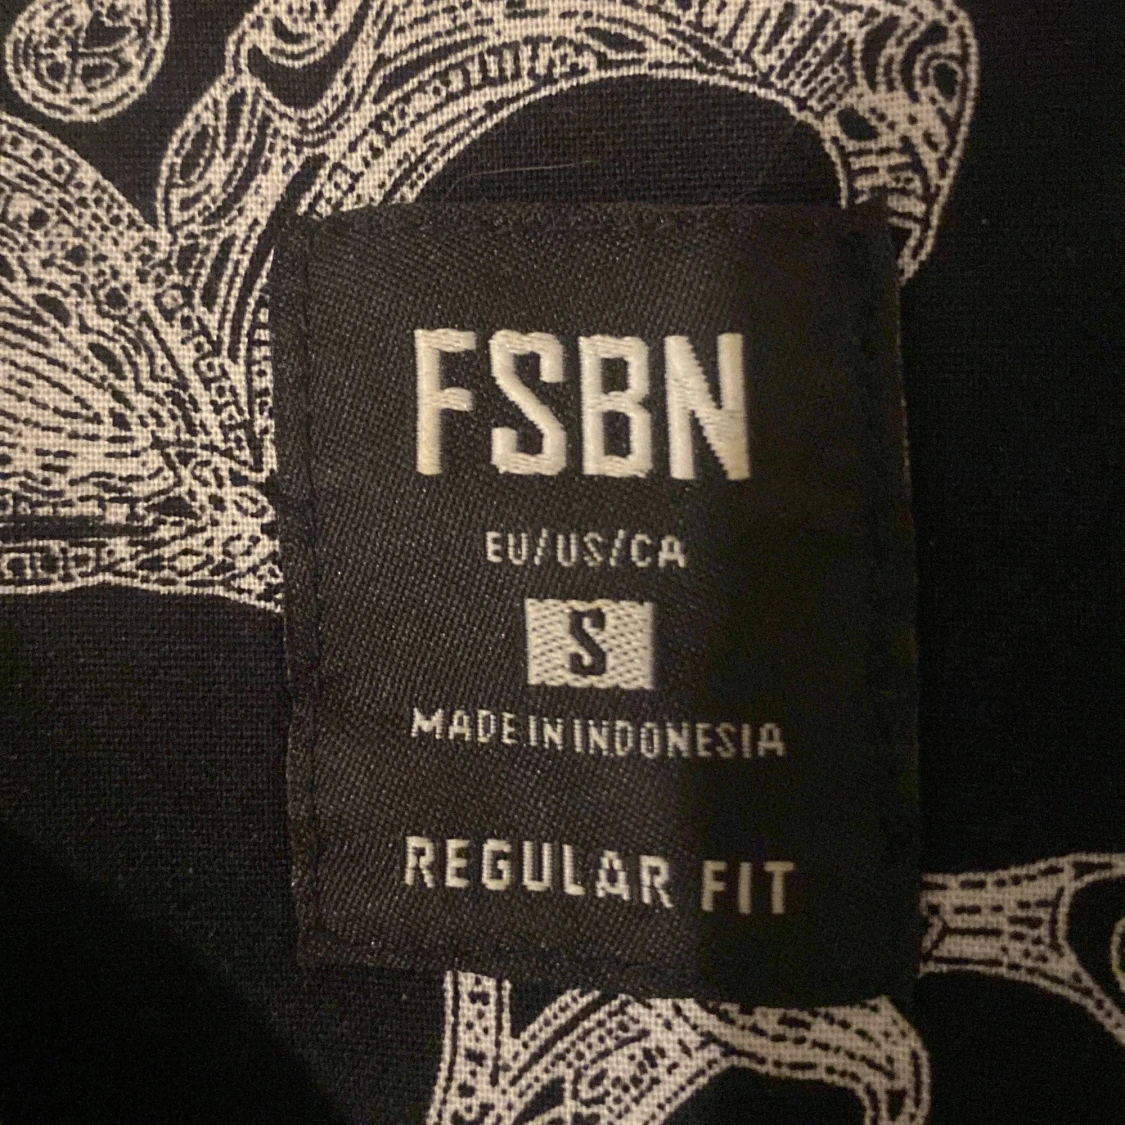 FSBN
EU/US/CA
S
MADE IN INDONESIA
REGULAR FIT